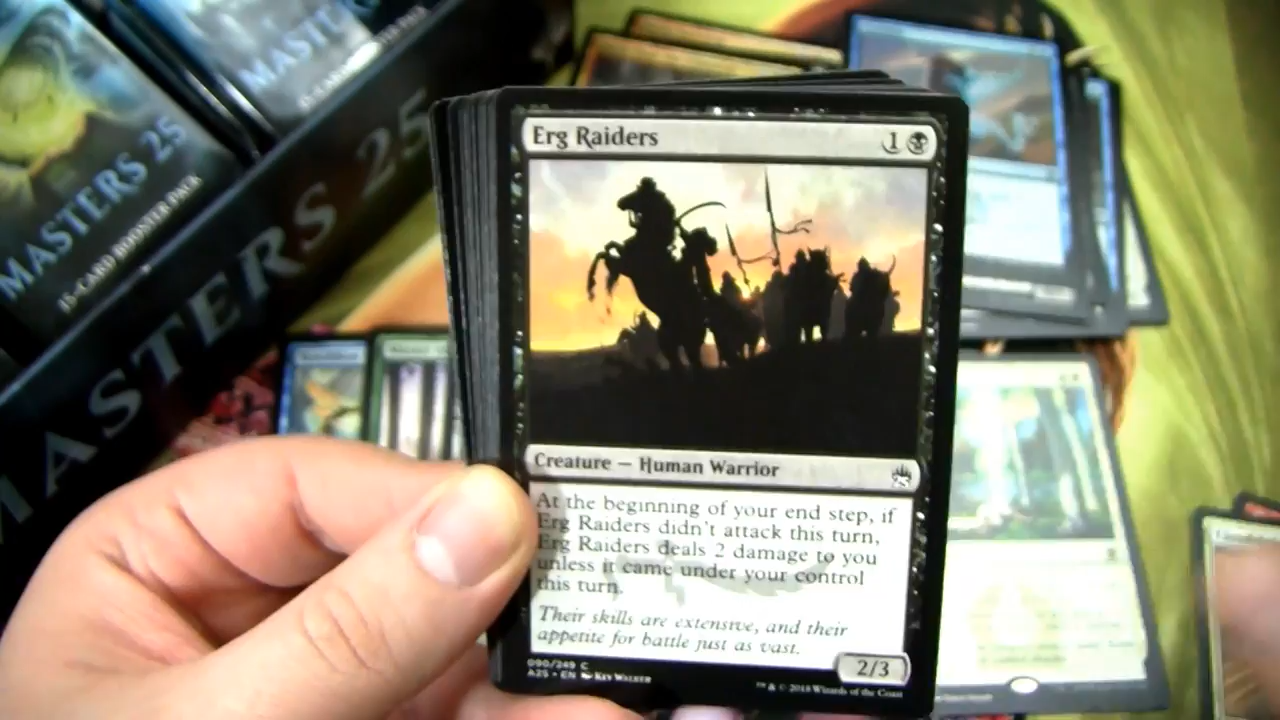 MASTERS 25
15-CARD BOOSTER PACK
MASTERS
MASTERS 25
Erg Raiders 1
Creature — Human Warrior
At the beginning of your end step, if
Erg Raiders didn't attack this turn,
Erg Raiders deals 2 damage to you
unless it came under your control
this turn.
Their skills are extensive, and their
appetite for battle just as vast.
2/3
090/249 C
A25 • EN Kev Walker
™ & © 2018 Wizards of the Coast